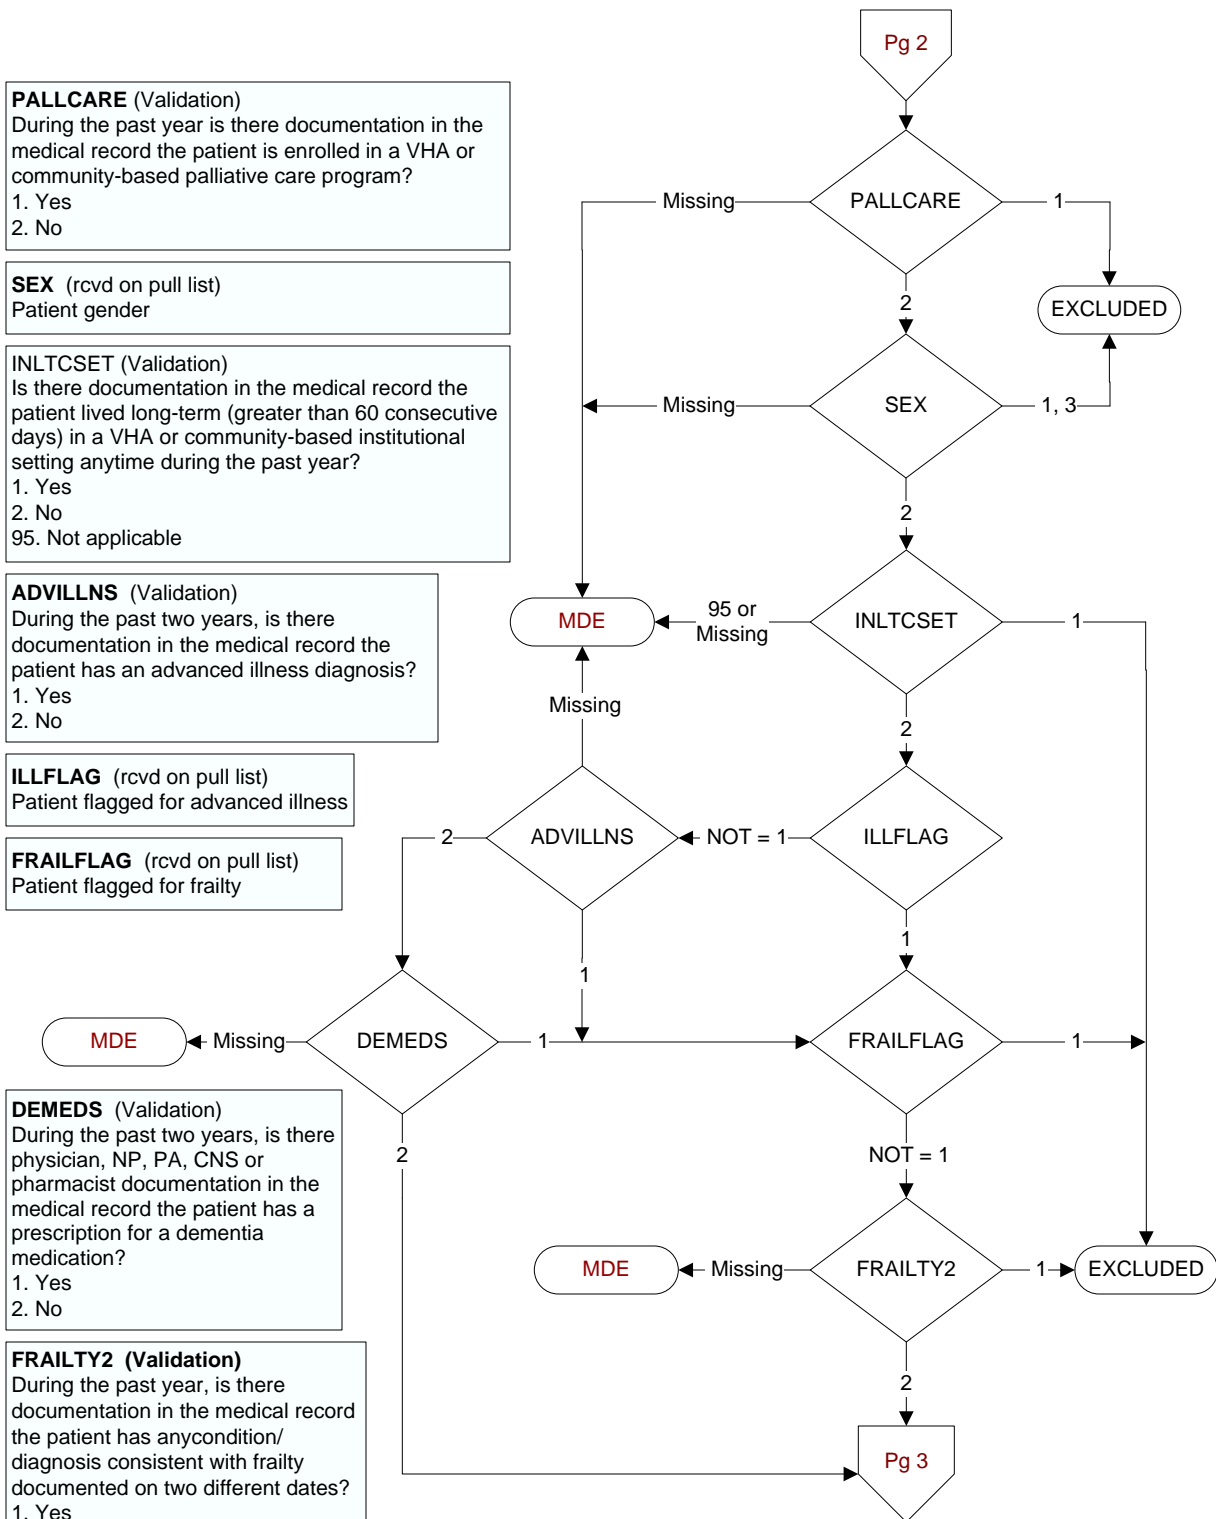 Pg 2
PALLCARE (Validation)
During the past year is there documentation in the
medical record the patient is enrolled in a VHA or
community-based palliative care program?
1. Yes
2. No
PALLCARE
Missing
1
2
EXCLUDED
SEX (rcvd on pull list)
Patient gender
SEX
Missing
1, 3
2
INLTCSET (Validation)
Is there documentation in the medical record the
patient lived long-term (greater than 60 consecutive
days) in a VHA or community-based institutional
setting anytime during the past year?
1. Yes
2. No
95. Not applicable
MDE
95 or
Missing
INLTCSET
1
2
ADVILLNS (Validation)
During the past two years, is there
documentation in the medical record the
patient has an advanced illness diagnosis?
1. Yes
2. No
Missing
ILLFLAG (rcvd on pull list)
Patient flagged for advanced illness
2
ADVILLNS
NOT = 1
ILLFLAG
FRAILFLAG (rcvd on pull list)
Patient flagged for frailty
1
1
MDE
Missing
DEMEDS
1
FRAILFLAG
1
DEMEDS (Validation)
During the past two years, is there
physician, NP, PA, CNS or
pharmacist documentation in the
medical record the patient has a
prescription for a dementia
medication?
1. Yes
2. No
2
NOT = 1
MDE
Missing
FRAILTY2
1
EXCLUDED
FRAILTY2 (Validation)
During the past year, is there
documentation in the medical record
the patient has anycondition/
diagnosis consistent with frailty
documented on two different dates?
1. Yes
2
Pg 3